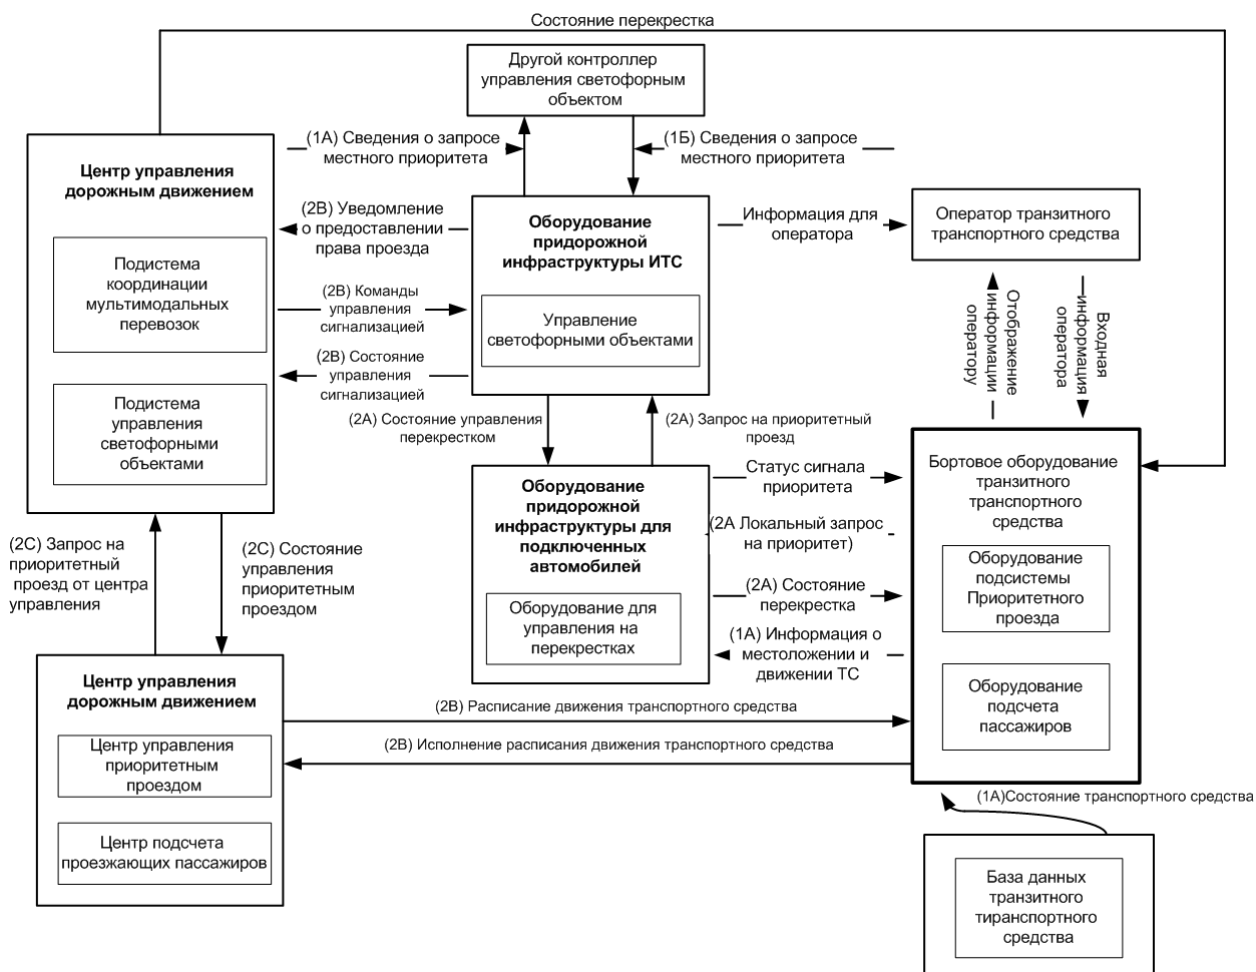 Состояние перекрестка
Другой контроллер
управления светофорным
объектом
(1А) Сведения о запросе
местного приоритета
(1Б) Сведения о запросе
местного приоритета
Центр управления
дорожным движением
Подистема
координации
мультимодальных
перевозок
Подистема
управления
светофорными
объектами
(2В) Уведомление
о предоставлении
права проезда
(2В) Команды
управления
сигнализацией
(2В) Состояние
управления
сигнализацией
Оборудование
придорожной
инфраструктуры ИТС
Управление
светофорными объектами
Информация для
оператора
Оператор транзитного
транспортного средства
Отображение
информации
оператору
Входная
информация
оператора
(2А) Состояние управления
перекрестком
(2А) Запрос на приоритетный
проезд
Оборудование
придорожной
инфраструктуры для
подключенных
автомобилей
Оборудование для
управления на
перекрестках
Статус сигнала
приоритета
(2А Локальный запрос
на приоритет)
(2А) Состояние
перекрестка
(1А) Информация о
местоложении и
движении ТС
Бортовое оборудование
транзитного
транспортного
средства
Оборудование
подсистемы
Приоритетного
проезда
Оборудование
подсчета
пассажиров
(2С) Запрос на
приоритетный
проезд от центра
управления
(2С) Состояние
управления
приоритетным
проездом
Центр управления
дорожным движением
Центр управления
приоритетным
проездом
Центр подсчета
проезжающих пассажиров
(2В) Расписание движения транспортного средства
(2В) Исполнение расписания движения транспортного средства
(1А)Состояние транспортного средства
База данных
транзитного
тиранспортного
средства